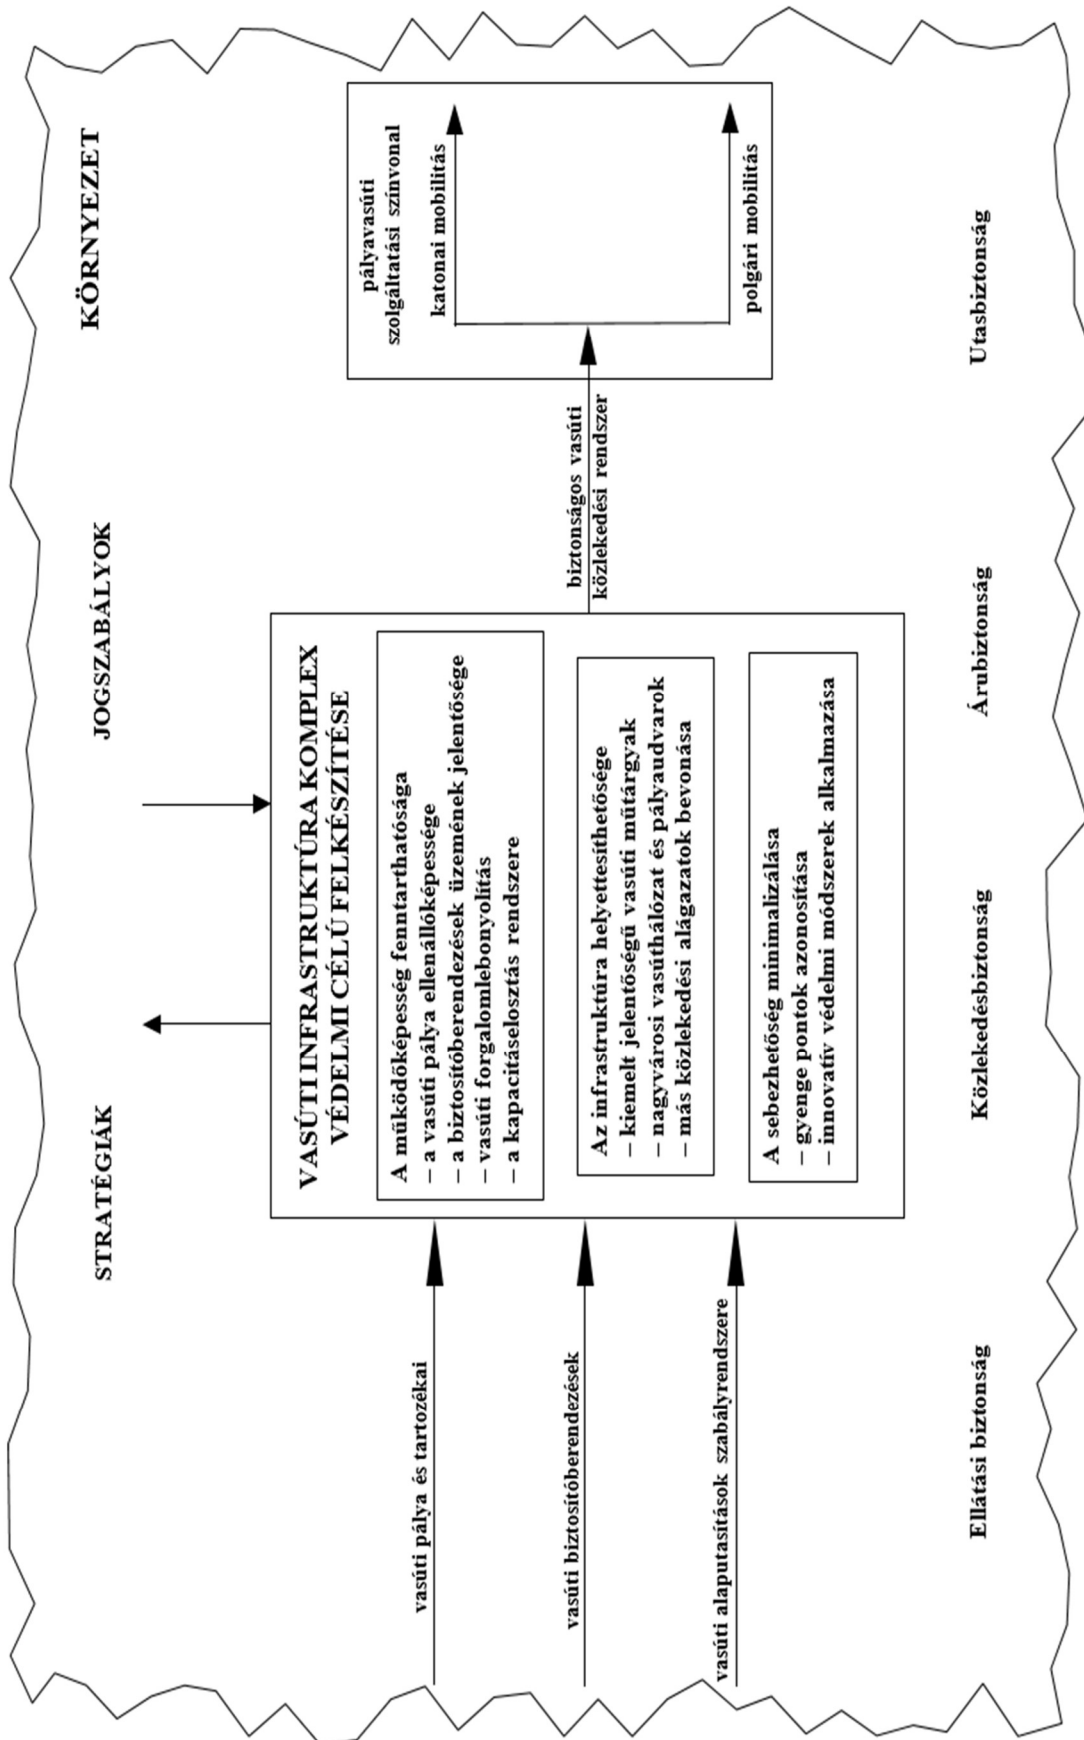 KÖRNYEZET
STRATÉGIÁK
JOGSZABÁLYOK
vasúti pálya és tartozékai
vasúti biztosítóberendezések
vasúti alaputasítások szabályrendszere
VASÚTI INFRASTRUKTÚRA KOMPLEX
VÉDELMI CÉLÚ FELKÉSZÍTÉSE
A működőképesség fenntarthatósága
– a vasúti pálya ellenállóképessége
– a biztosítóberendezések üzemének jelentősége
– vasúti forgalomlebonyolítás
– a kapacitáselosztás rendszere
Az infrastruktúra helyettesíthetősége
– kiemelt jelentőségű vasúti műtárgyak
– nagyvárosi vasúthálózat és pályaudvarok
– más közlekedési alágazatok bevonása
A sebezhetőség minimalizálása
– gyenge pontok azonosítása
– innovatív védelmi módszerek alkalmazása
biztonságos vasúti
közlekedési rendszer
pályavasúti
szolgáltatási színvonal
katonai mobilitás
polgári mobilitás
Ellátási biztonság
Közlekedésbiztonság
Árubiztonság
Utasbiztonság